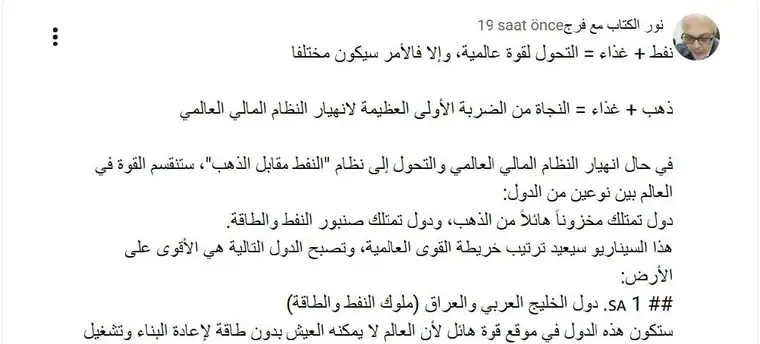 نور الكتاب مع فرج19 saat önce
نفط + غذاء = التحول لقوة عالمية، وإلا فالأمر سيكون مختلفا
ذهب + غذاء = النجاة من الضربة الأولى العظيمة لانهيار النظام المالي العالمي
في حال انهيار النظام المالي العالمي والتحول إلى نظام "النفط مقابل الذهب"، ستنقسم القوة في
العالم بين نوعين من الدول:
دول تمتلك مخزوناً هائلاً من الذهب، ودول تمتلك صنبور النفط والطاقة.
هذا السيناريو سيعيد ترتيب خريطة القوى العالمية، وتصبح الدول التالية هي الأقوى على
الأرض:
## 1 SA. دول الخليج العربي والعراق (ملوك النفط والطاقة)
ستكون هذه الدول في موقع قوة هائل لأن العالم لا يمكنه العيش بدون طاقة لإعادة البناء وتشغيل